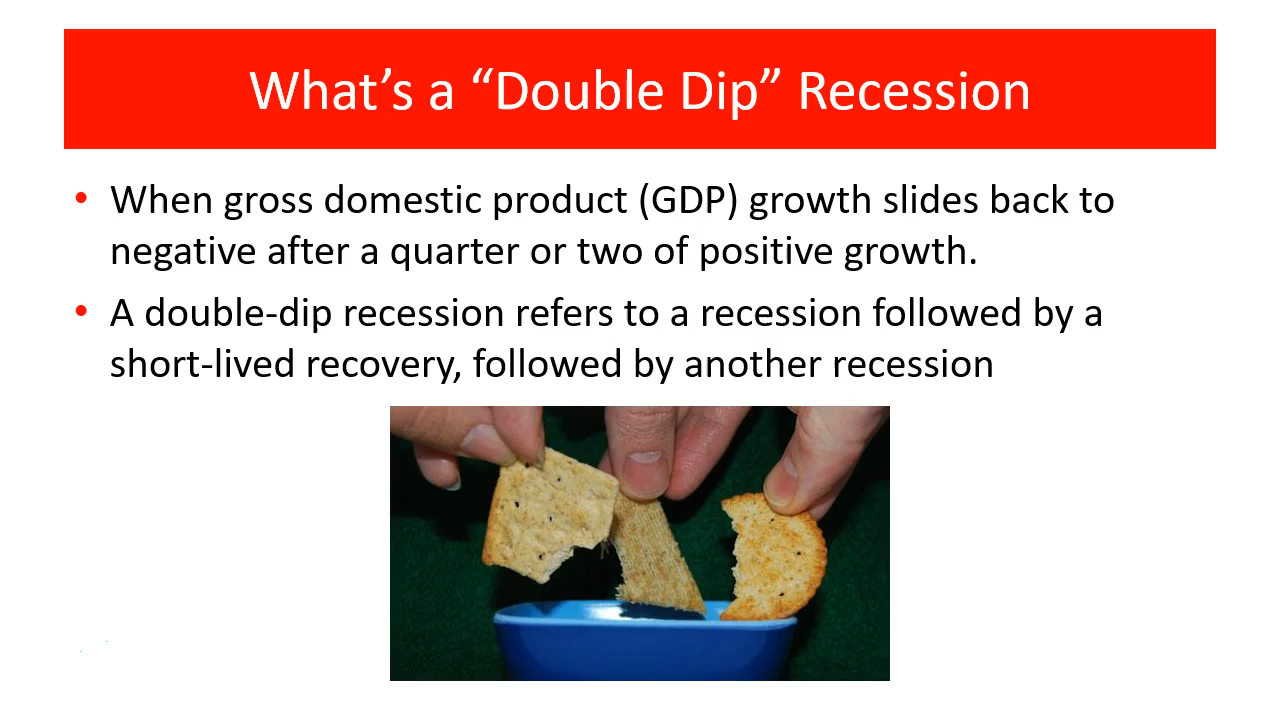 What’s a “Double Dip” Recession
• When gross domestic product (GDP) growth slides back to
negative after a quarter or two of positive growth.
• A double-dip recession refers to a recession followed by a
short-lived recovery, followed by another recession